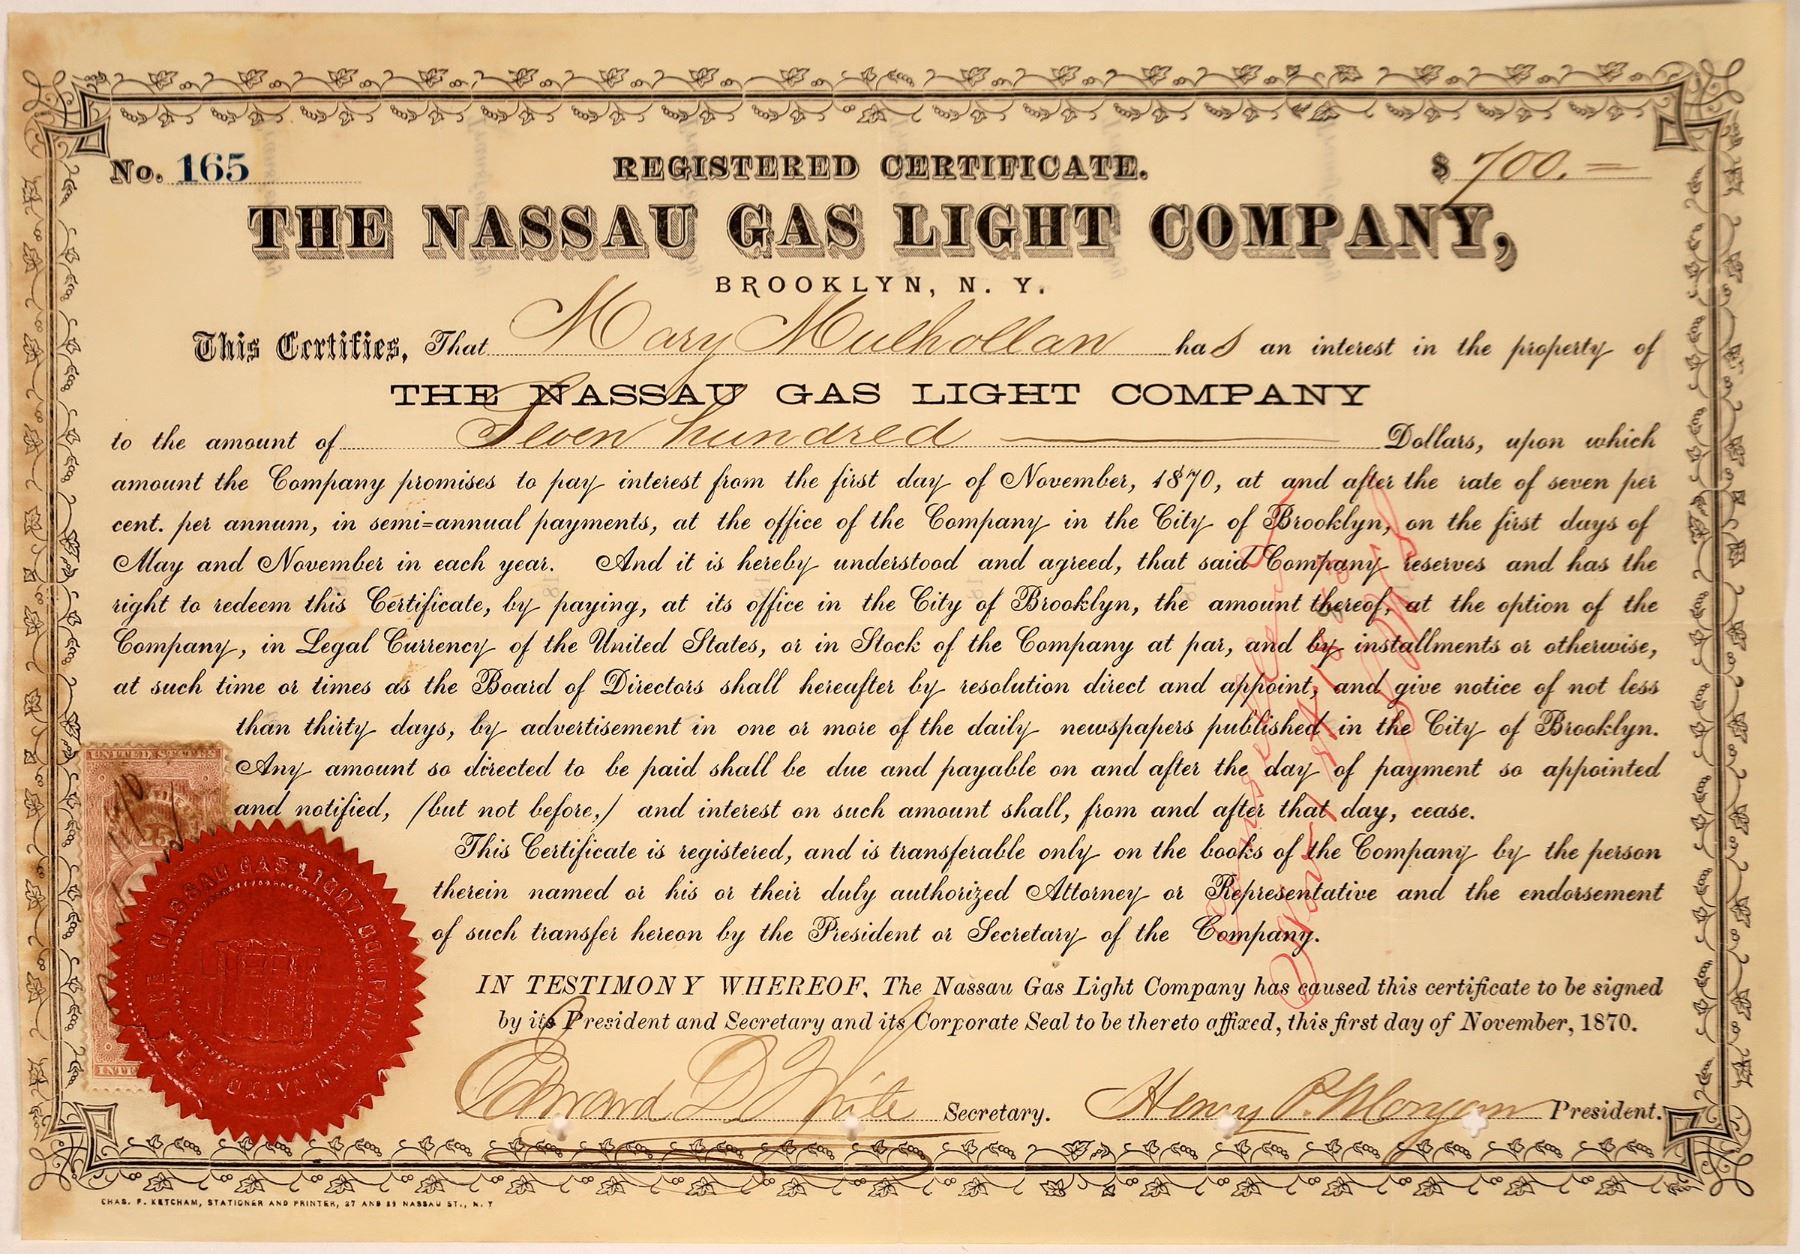 No. 165 REGISTERED CERTIFICATE. $ 700.=
THE NASSAU GAS LIGHT COMPANY,
BROOKLYN, N. Y.
This Certifies, That Mary Mulhollan has an interest in the property of
THE NASSAU GAS LIGHT COMPANY
to the amount of Seven hundred Dollars, upon which
amount the Company promises to pay interest from the first day of November, 1870, at and after the rate of seven per
cent. per annum, in semi=annual payments, at the office of the Company in the City of Brooklyn, on the first days of
May and November in each year. And it is hereby understood and agreed, that said Company reserves and has the
right to redeem this Certificate, by paying, at its office in the City of Brooklyn, the amount thereof, at the option of the
Company, in Legal Currency of the United States, or in Stock of the Company at par, and by installments or otherwise,
at such time or times as the Board of Directors shall hereafter by resolution direct and appoint, and give notice of not less
than thirty days, by advertisement in one or more of the daily newspapers published in the City of Brooklyn.
Any amount so directed to be paid shall be due and payable on and after the day of payment so appointed
and notified, (but not before,) and interest on such amount shall, from and after that day, cease.
This Certificate is registered, and is transferable only on the books of the Company by the person
therein named or his or their duly authorized Attorney or Representative and the endorsement
of such transfer hereon by the President or Secretary of the Company.
IN TESTIMONY WHEREOF, The Nassau Gas Light Company has caused this certificate to be signed
by its President and Secretary and its Corporate Seal to be thereto affixed, this first day of November, 1870.
Edward D White Secretary. Henry P. Morgan President.
UNITED STATES
25
INTE
THE NASSAU GAS-LIGHT COMPANY
BROOKLYN N.Y.
Cancelled
CHAS. F. KETCHAM, STATIONER AND PRINTER, 27 AND 29 NASSAU ST., N. Y